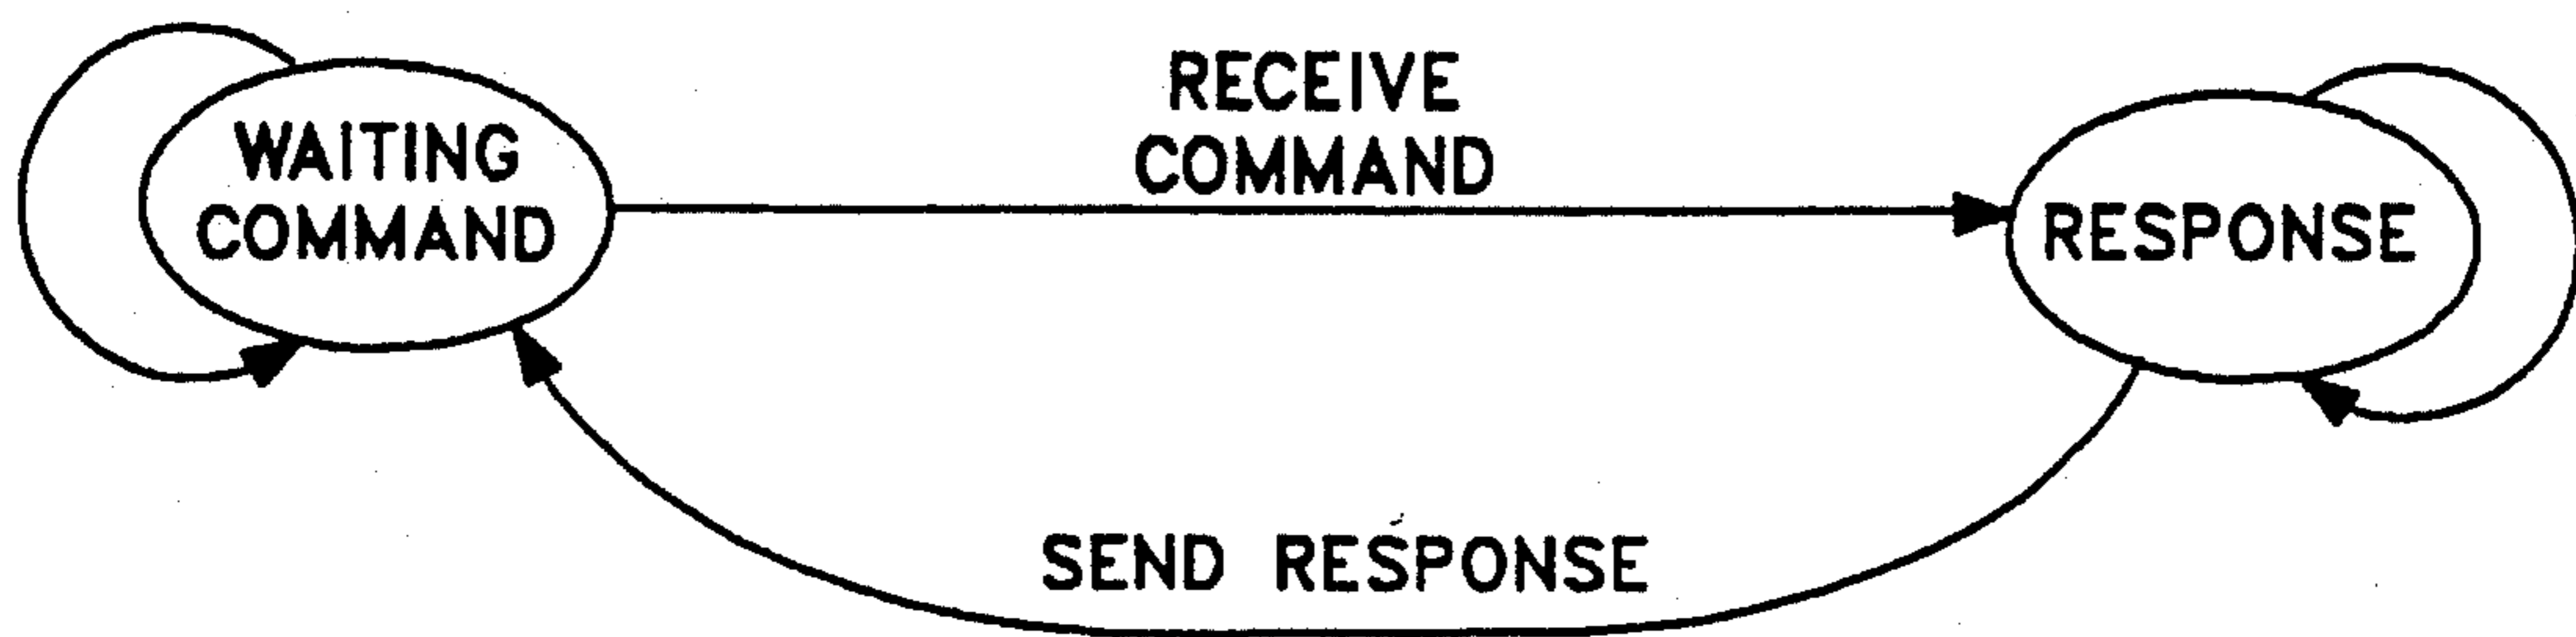 WAITING
COMMAND
RECEIVE
COMMAND
RESPONSE
SEND RESPONSE